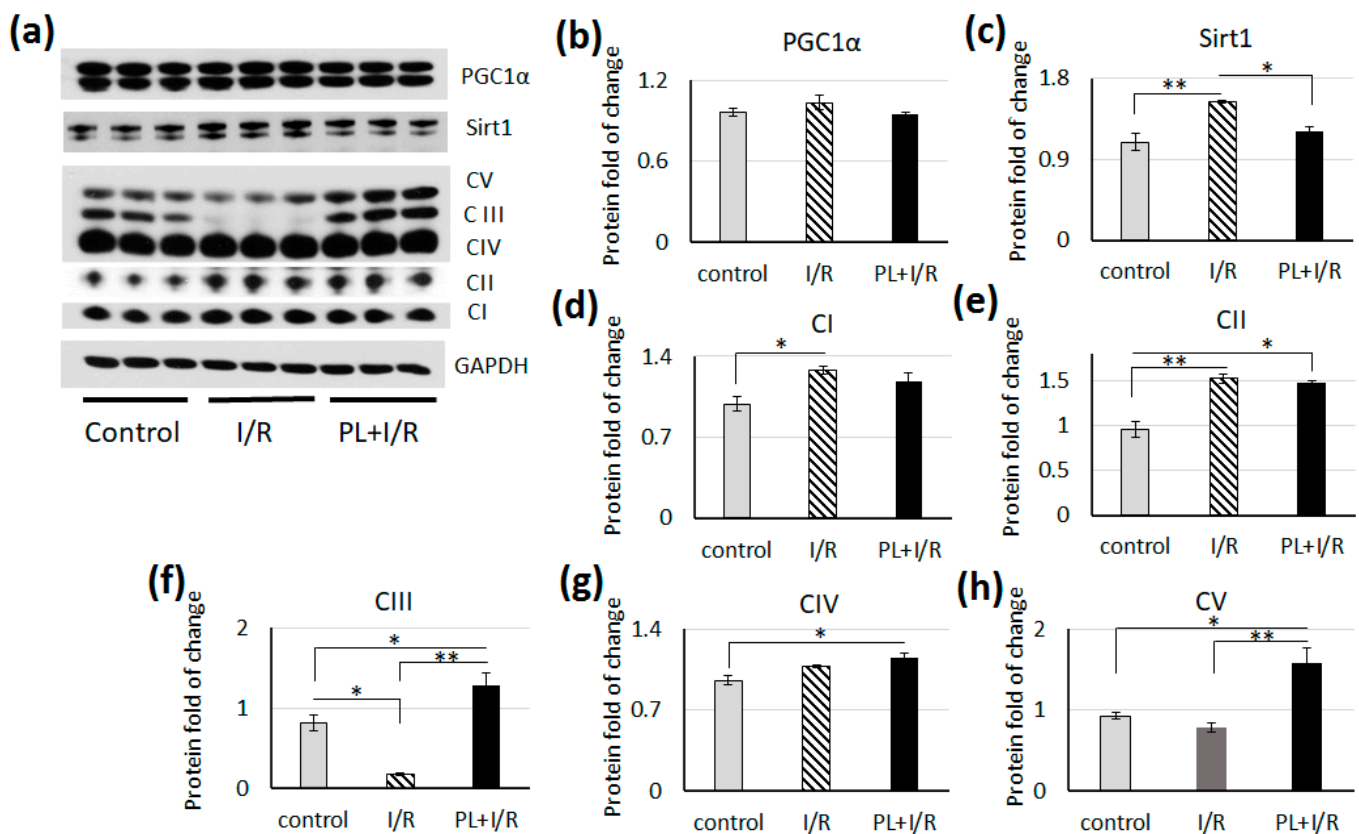 (a)
PGC1α
Sirt1
CV
C III
CIV
CII
CI
GAPDH
Control I/R PL+I/R
(b)
PGC1α
Protein fold of change
1.2
0.6
0
control I/R PL+I/R
(c)
Sirt1
Protein fold of change
1.8
0.9
0
** *
control I/R PL+I/R
(d)
CI
Protein fold of change
1.4
0.7
0
*
control I/R PL+I/R
(e)
CII
Protein fold of change
1.5
1
0.5
0
*
**
control I/R PL+I/R
(f)
CIII
Protein fold of change
2
1
0
*
**
*
control I/R PL+I/R
(g)
CIV
Protein fold of change
1.4
0.7
0
*
control I/R PL+I/R
(h)
CV
Protein fold of change
2
1
0
*
**
control I/R PL+I/R